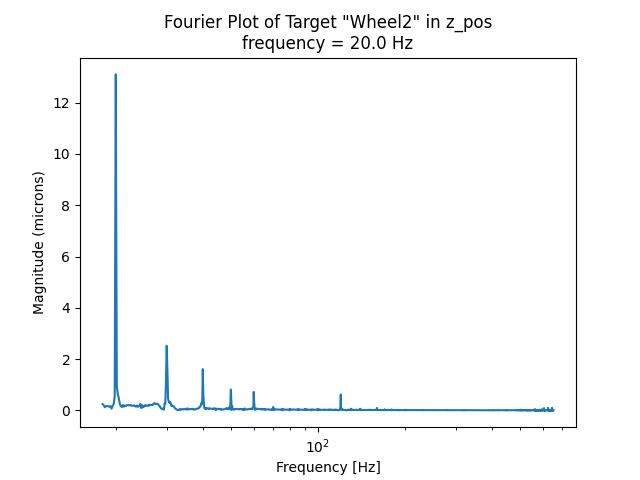 Fourier Plot of Target "Wheel2" in z_pos
frequency = 20.0 Hz
12
10
8
6
4
2
0
Magnitude (microns)
10²
Frequency [Hz]